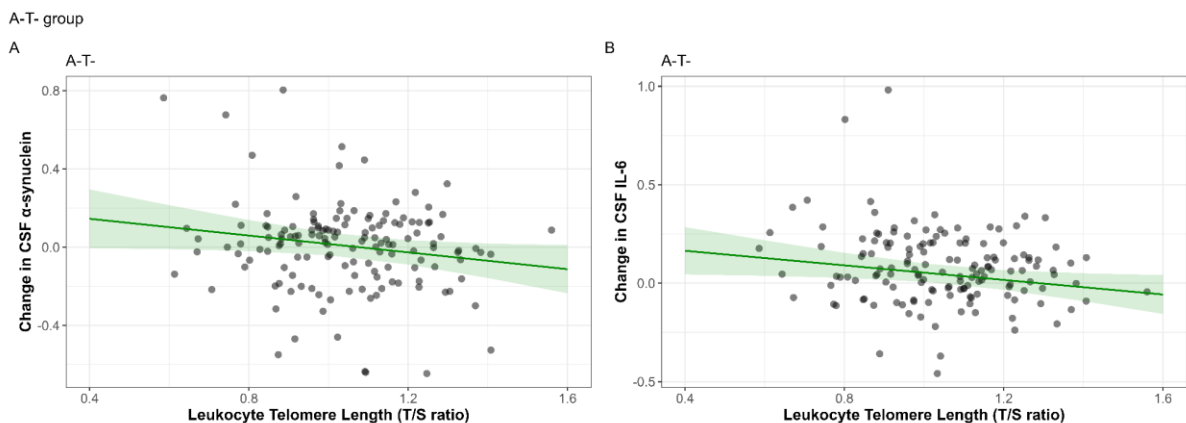 A-T- group
A
B
A-T-
A-T-
0.8
0.4
0.0
-0.4
Change in CSF α-synuclein
0.4
0.8
1.2
1.6
Leukocyte Telomere Length (T/S ratio)
1.0
0.5
0.0
-0.5
Change in CSF IL-6
0.4
0.8
1.2
1.6
Leukocyte Telomere Length (T/S ratio)